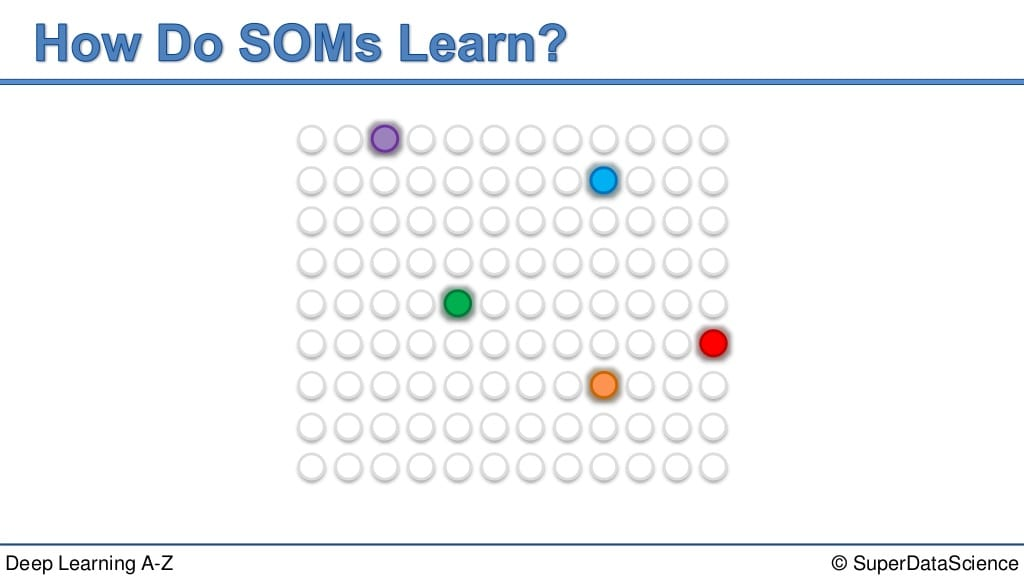 How Do SOMs Learn?
Deep Learning A-Z
© SuperDataScience